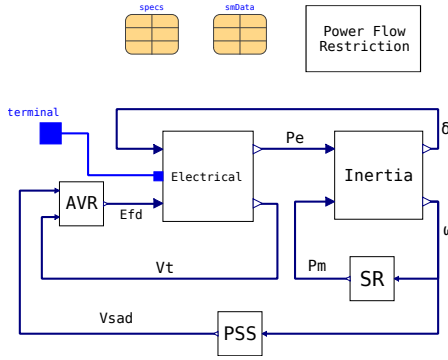 specs
smData
Power Flow
Restriction
terminal
δ
Pe
Electrical
Inertia
AVR
Efd
Vt
Pm
SR
Vsad
PSS